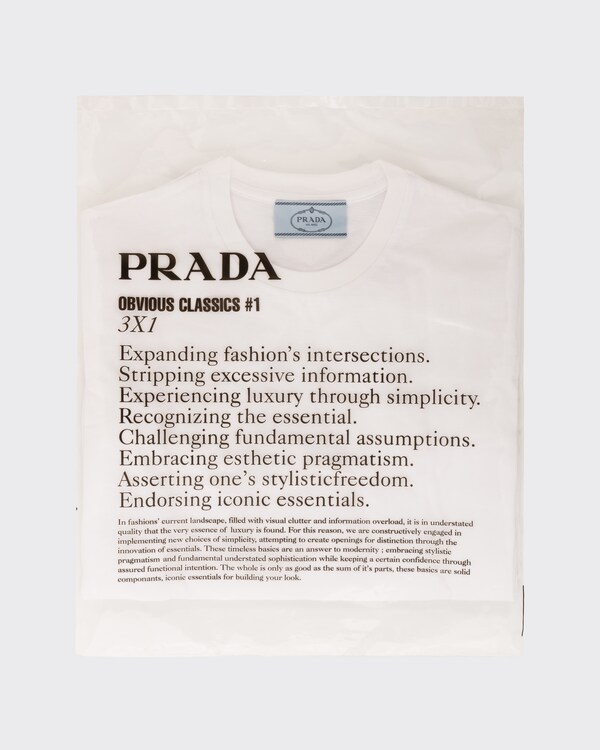 PRADA
PRADA
OBVIOUS CLASSICS #1
3X1
Expanding fashion's intersections.
Stripping excessive information.
Experiencing luxury through simplicity.
Recognizing the essential.
Challenging fundamental assumptions.
Embracing esthetic pragmatism.
Asserting one's stylisticfreedom.
Endorsing iconic essentials.
In fashions' current landscape, filled with visual clutter and information overload, it is in understated
quality that the very essence of luxury is found. For this reason, we are constructively engaged in
implementing new choices of simplicity, attempting to create openings for distinction through the
innovation of essentials. These timeless basics are an answer to modernity ; embracing stylistic
pragmatism and fundamental understood sophistication while keeping a certain confidence through
assured functional intention. The whole is only as good as the sum of it's parts, these basics are solid
componants, iconic essentials for building your look.